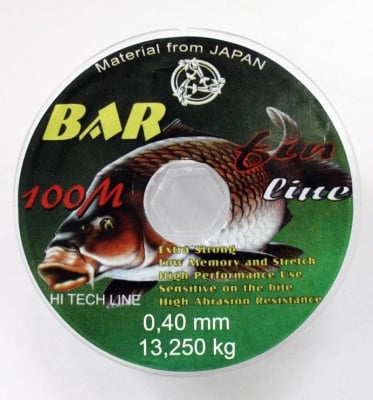 Material from JAPAN
BAR
fin
100M
line
Extra Strong
Low Memory and Stretch
High Performance Use
Sensitive on the bite
High Abrasion Resistance
HI TECH LINE
0,40 mm
13,250 kg